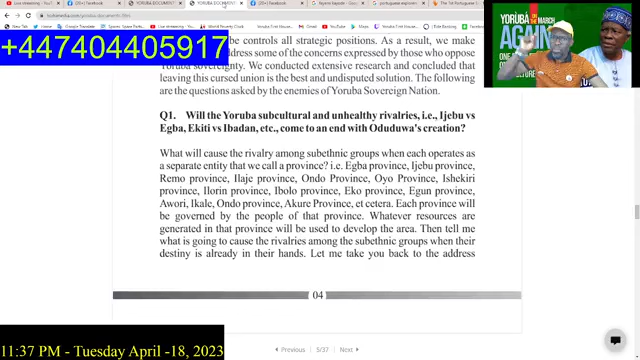 YORUBA DOCUMENT
+447404405917
be controls all strategic positions. As a result, we make
address some of the concerns expressed by those who oppose
Yoruba sovereignty. We conducted extensive research and concluded that
leaving this cursed union is the best and undisputed solution. The following
are the questions asked by the enemies of Yoruba Sovereign Nation.
Q1. Will the Yoruba subcultural and unhealthy rivalries, i.e., Ijebu vs
Egba, Ekiti vs Ibadan, etc., come to an end with Oduduwa's creation?
What will cause the rivalry among subethnic groups when each operates as
a separate entity that we call a province? i.e. Egba province, Ijebu province,
Remo province, Ilaje province, Ondo Province, Oyo Province, Ishekiri
province, Ilorin province, Ibolo province, Eko province, Egun province,
Awori, Ikale, Ondo province, Akure Province, et cetera. Each province will
be governed by the people of that province. Whatever resources are
generated in that province will be used to develop the area. Then tell me
what is going to cause the rivalries among the subethnic groups when their
destiny is already in their hands. Let me take you back to the address
04
Previous 5/37 Next
11:37 PM - Tuesday April -18, 2023
YORUBA
MARCH
AGAIN